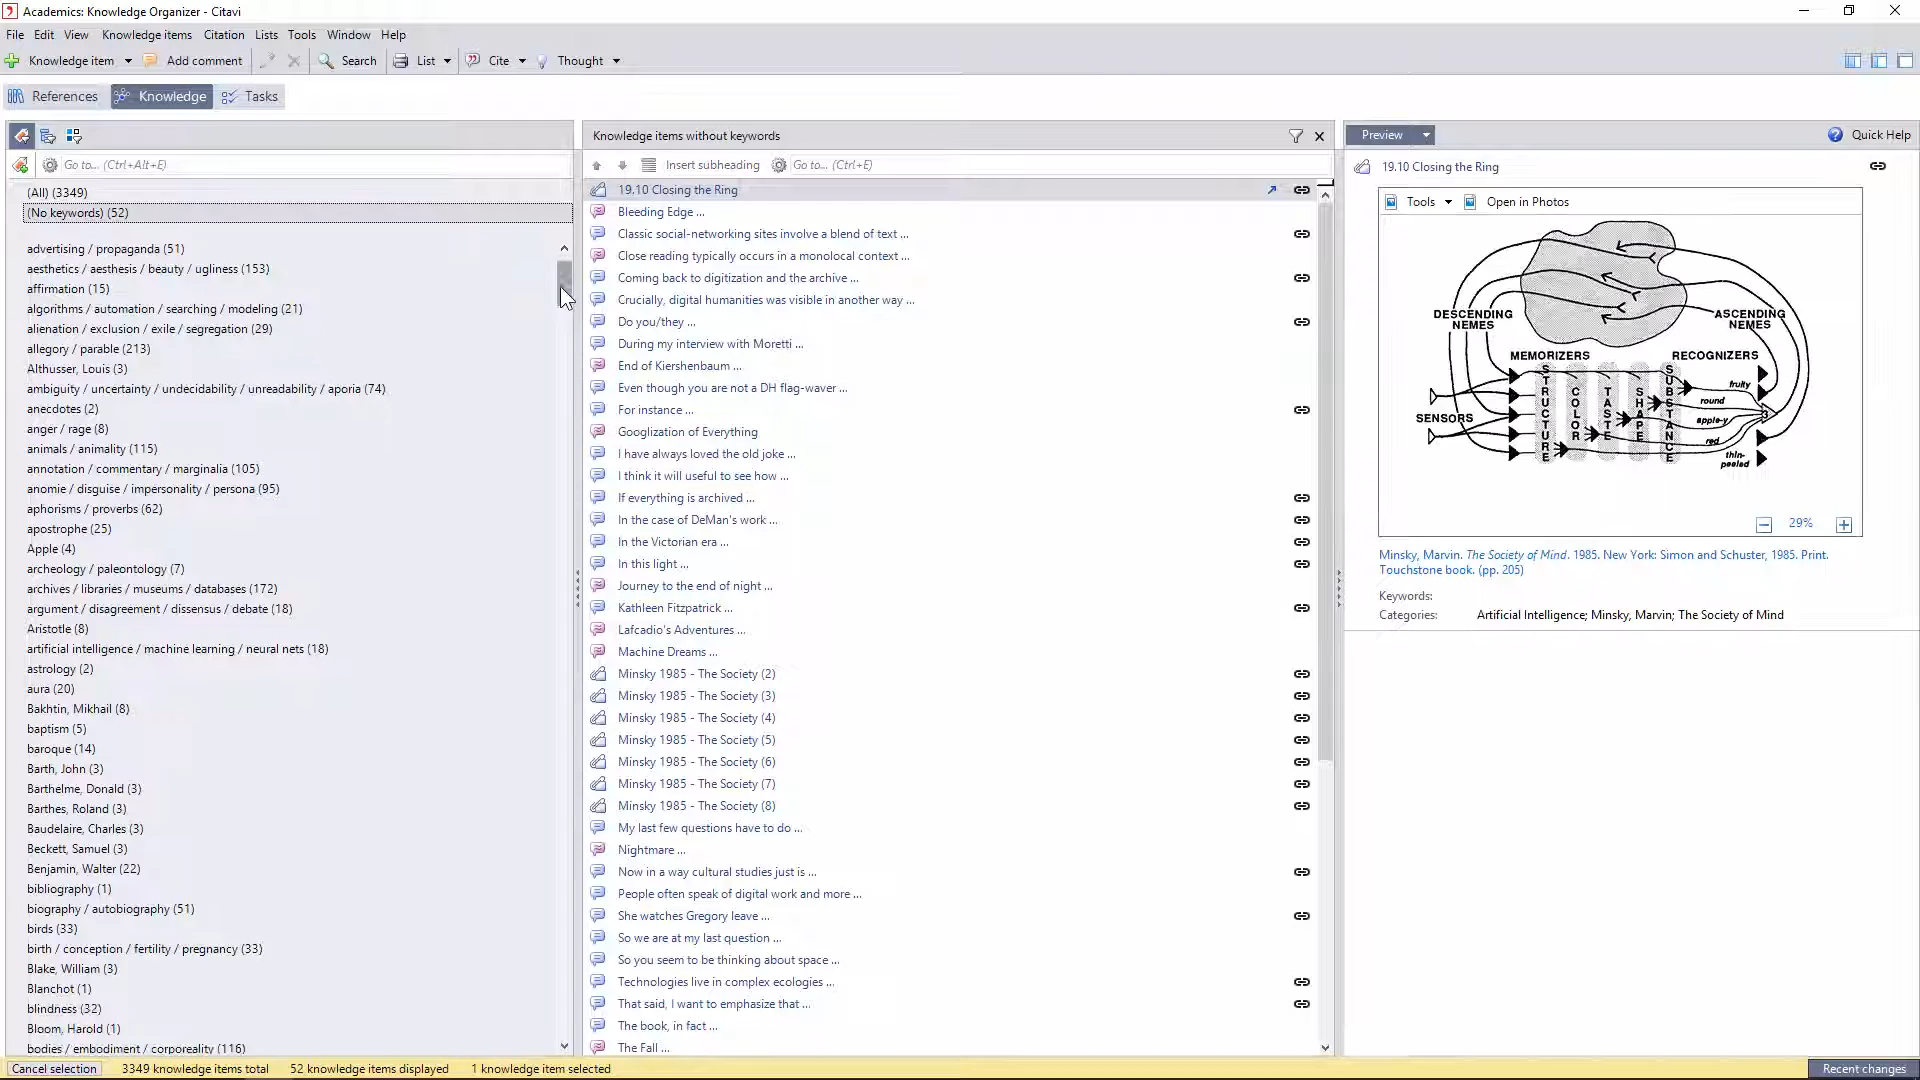 Academics: Knowledge Organizer - Citavi
File Edit View Knowledge items Citation Lists Tools Window Help
Knowledge item Add comment Search List Cite Thought
References Knowledge Tasks
Go to... (Ctrl+Alt+E)
(All) (3349)
(No keywords) (52)
advertising / propaganda (51)
aesthetics / aesthesis / beauty / ugliness (153)
affirmation (15)
algorithms / automation / searching / modeling (21)
alienation / exclusion / exile / segregation (29)
allegory / parable (213)
Althusser, Louis (3)
ambiguity / uncertainty / undecidability / unreadability / aporia (74)
anecdotes (2)
anger / rage (8)
animals / animality (115)
annotation / commentary / marginalia (105)
anomie / disguise / impersonality / persona (95)
aphorisms / proverbs (62)
apostrophe (25)
Apple (4)
archeology / paleontology (7)
archives / libraries / museums / databases (172)
argument / disagreement / dissensus / debate (18)
Aristotle (8)
artificial intelligence / machine learning / neural nets (18)
astrology (2)
aura (20)
Bakhtin, Mikhail (8)
baptism (5)
baroque (14)
Barth, John (3)
Barthelme, Donald (3)
Barthes, Roland (3)
Baudelaire, Charles (3)
Beckett, Samuel (3)
Benjamin, Walter (22)
bibliography (1)
biography / autobiography (51)
birds (33)
birth / conception / fertility / pregnancy (33)
Blake, William (3)
Blanchot (1)
blindness (32)
Bloom, Harold (1)
bodies / embodiment / corporeality (116)
Knowledge items without keywords
Insert subheading Go to... (Ctrl+E)
19.10 Closing the Ring
Bleeding Edge ...
Classic social-networking sites involve a blend of text ...
Close reading typically occurs in a monolocal context ...
Coming back to digitization and the archive ...
Crucially, digital humanities was visible in another way ...
Do you/they ...
During my interview with Moretti ...
End of Kiershenbaum ...
Even though you are not a DH flag-waver ...
For instance ...
Googlization of Everything
I have always loved the old joke ...
I think it will useful to see how ...
If everything is archived ...
In the case of DeMan's work ...
In the Victorian era ...
In this light ...
Journey to the end of night ...
Kathleen Fitzpatrick ...
Lafcadio's Adventures ...
Machine Dreams ...
Minsky 1985 - The Society (2)
Minsky 1985 - The Society (3)
Minsky 1985 - The Society (4)
Minsky 1985 - The Society (5)
Minsky 1985 - The Society (6)
Minsky 1985 - The Society (7)
Minsky 1985 - The Society (8)
My last few questions have to do ...
Nightmare ...
Now in a way cultural studies just is ...
People often speak of digital work and more ...
She watches Gregory leave ...
So we are at my last question ...
So you seem to be thinking about space ...
Technologies live in complex ecologies ...
That said, I want to emphasize that ...
The book, in fact ...
The Fall ...
Preview Quick Help
19.10 Closing the Ring
Tools Open in Photos
DESCENDING NEMES
ASCENDING NEMES
MEMORIZERS RECOGNIZERS
SENSORS
STRUCTURE
COLOR
TASTE
SHAPE
SUBSTANCE
fruity
round
apple-y
red
thin-peeled
29%
Minsky, Marvin. The Society of Mind. 1985. New York: Simon and Schuster, 1985. Print.
Touchstone book. (pp. 205)
Keywords:
Categories: Artificial Intelligence; Minsky, Marvin; The Society of Mind
Cancel selection 3349 knowledge items total 52 knowledge items displayed 1 knowledge item selected Recent changes